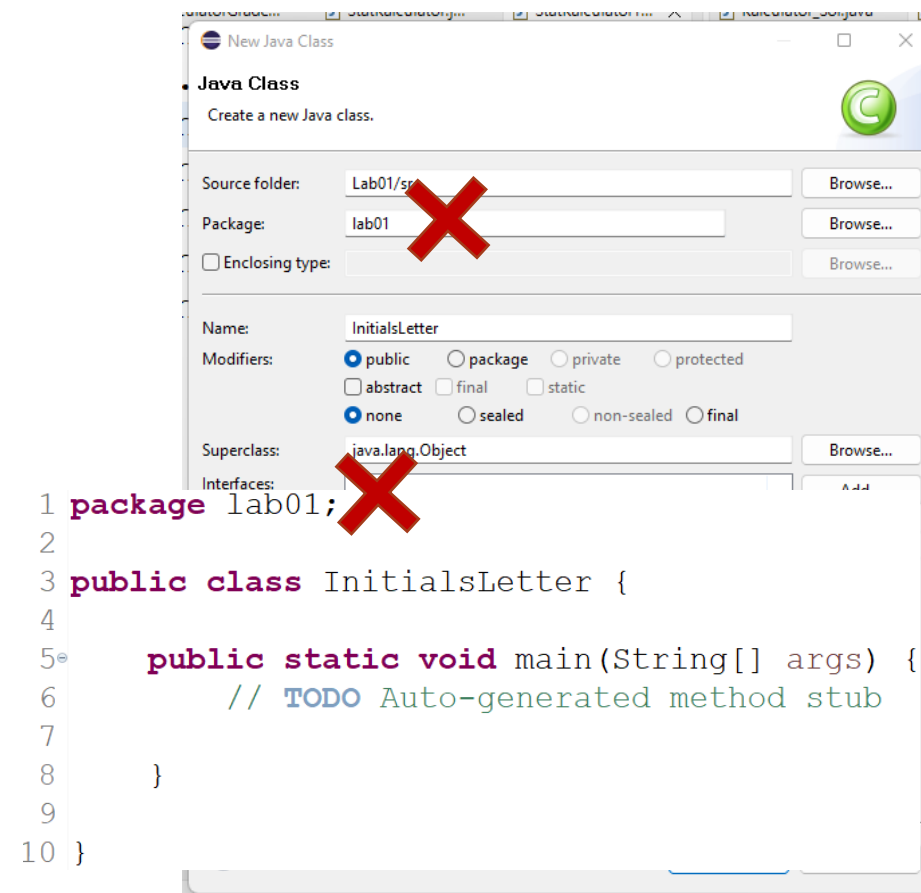 New Java Class
Java Class
Create a new Java class.
Source folder: Lab01/sr Browse...
Package: lab01 Browse...
Enclosing type: Browse...
Name: InitialsLetter
Modifiers: public package private protected
abstract final static
none sealed non-sealed final
Superclass: java.lang.Object Browse...
Interfaces:
1 package lab01;
2
3 public class InitialsLetter {
4
5 public static void main(String[] args) {
6 // TODO Auto-generated method stub
7
8 }
9
10 }